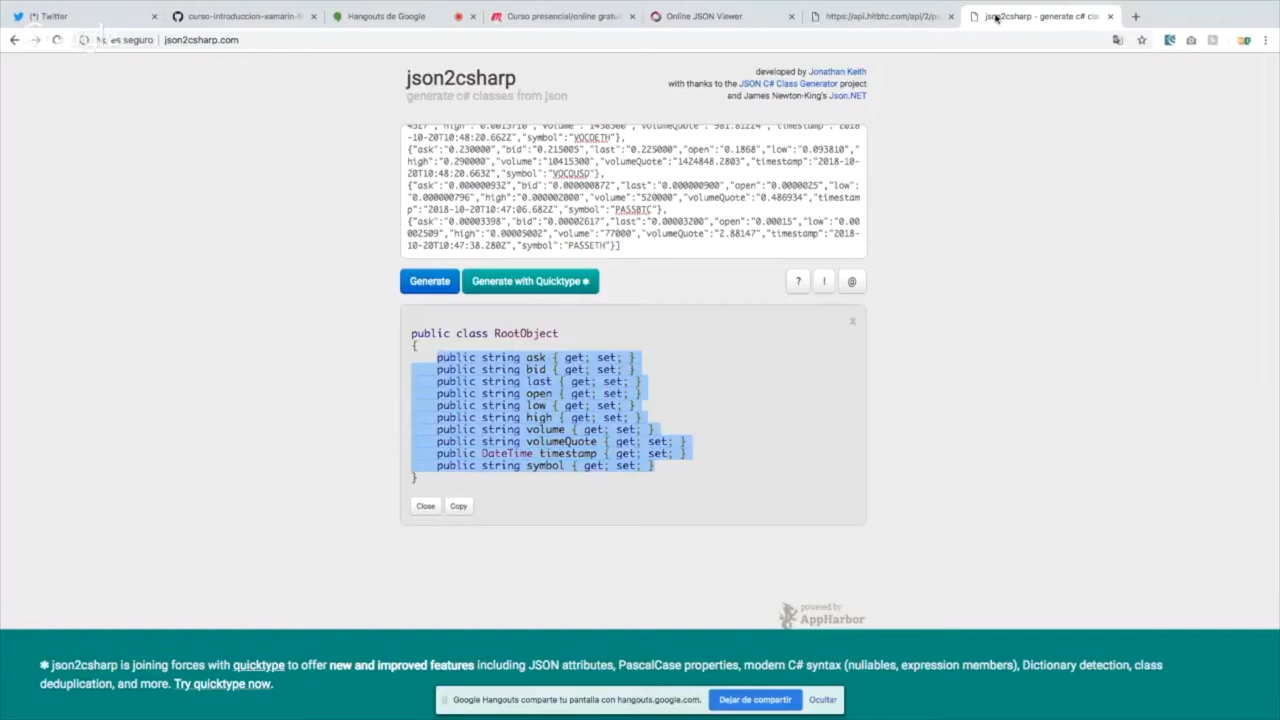 (*) Twitter
curso-introduccion-xamarin-f
Hangouts de Google
Curso presencial/online gratui
Online JSON Viewer
https://api.hitbtc.com/api/2/pu
json2csharp - generate c# cla
es seguro
json2csharp.com
json2csharp
generate c# classes from json
developed by Jonathan Keith
with thanks to the JSON C# Class Generator project
and James Newton-King's Json.NET
-10-20T10:48:20.662Z","symbol":"VOCOETH"},
{"ask":"0.230000","bid":"0.215005","last":"0.225000","open":"0.1868","low":"0.093810","
high":"0.290000","volume":"10415300","volumeQuote":"1424848.2803","timestamp":"2018-10-
20T10:48:20.663Z","symbol":"VOCOUSD"},
{"ask":"0.000000932","bid":"0.000000872","last":"0.000000900","open":"0.0000025","low":
"0.000000796","high":"0.000002000","volume":"520000","volumeQuote":"0.486934","timestam
p":"2018-10-20T10:47:06.682Z","symbol":"PASSBTC"},
{"ask":"0.00003398","bid":"0.00002617","last":"0.00003200","open":"0.00015","low":"0.00
002509","high":"0.00005002","volume":"77000","volumeQuote":"2.88147","timestamp":"2018-
10-20T10:47:38.280Z","symbol":"PASSETH"}]
Generate
Generate with Quicktype ✱
?
!
@
x
public class RootObject
{
public string ask { get; set; }
public string bid { get; set; }
public string last { get; set; }
public string open { get; set; }
public string low { get; set; }
public string high { get; set; }
public string volume { get; set; }
public string volumeQuote { get; set; }
public DateTime timestamp { get; set; }
public string symbol { get; set; }
}
Close
Copy
powered by
AppHarbor
✱ json2csharp is joining forces with quicktype to offer new and improved features including JSON attributes, PascalCase properties, modern C# syntax (nullables, expression members), Dictionary detection, class
deduplication, and more. Try quicktype now.
Google Hangouts comparte tu pantalla con hangouts.google.com.
Dejar de compartir
Ocultar